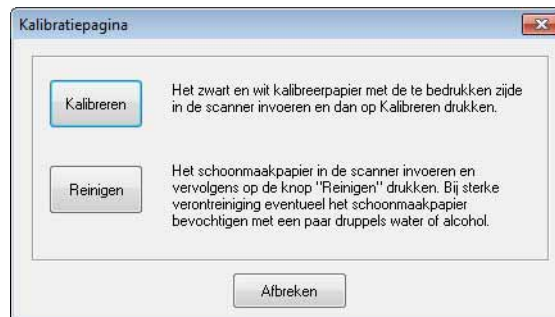 Kalibratiepagina
Kalibreren
Het zwart en wit kalibreerpapier met de te bedrukken zijde
in de scanner invoeren en dan op Kalibreren drukken.
Reinigen
Het schoonmaakpapier in de scanner invoeren en
vervolgens op de knop "Reinigen" drukken. Bij sterke
verontreiniging eventueel het schoonmaakpapier
bevochtigen met een paar druppels water of alcohol.
Afbreken